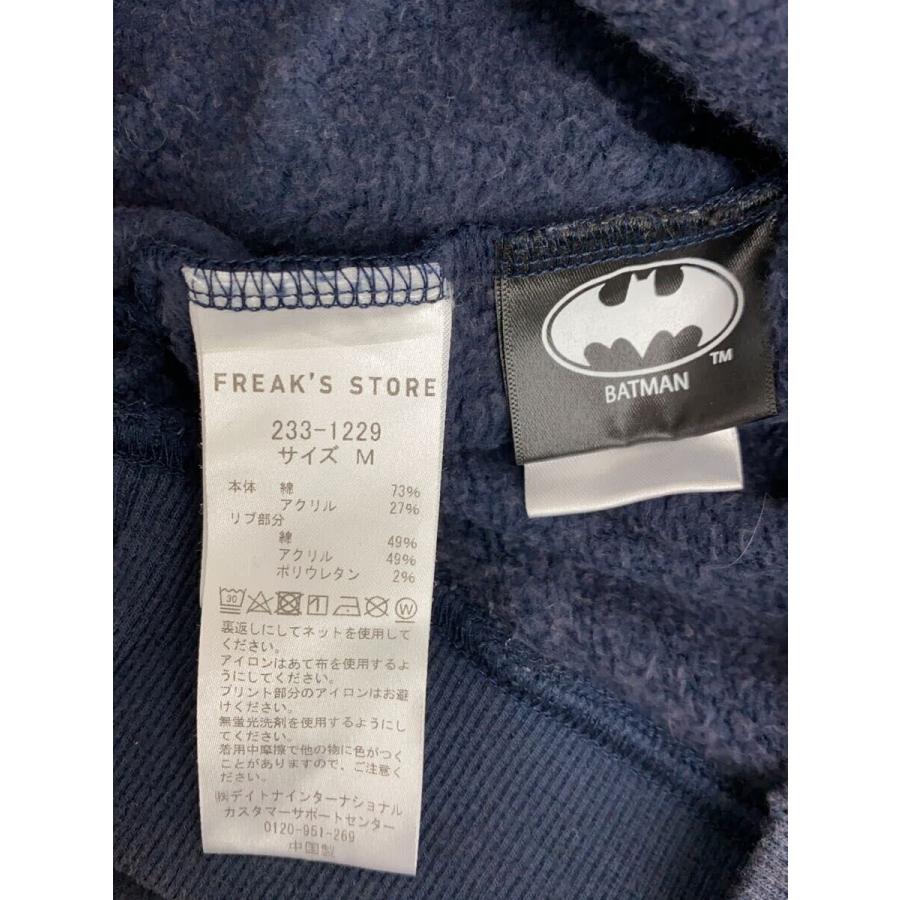 FREAK'S STORE
233-1229
サイズ M
本体 綿 73%
アクリル 27%
リブ部分
綿 49%
アクリル 49%
ポリウレタン 2%
30
W
裏返しにしてネットを使用して
ください。
アイロンはあて布を使用するよ
うにしてください。
プリント部分のアイロンはお避
けください。
無蛍光洗剤を使用するようにし
てください。
着用中摩擦で他の物に色がつく
ことがありますので、ご注意く
ださい。
㈱デイトナインターナショナル
カスタマーサポートセンター
0120-951-269
中国製
BATMAN
TM